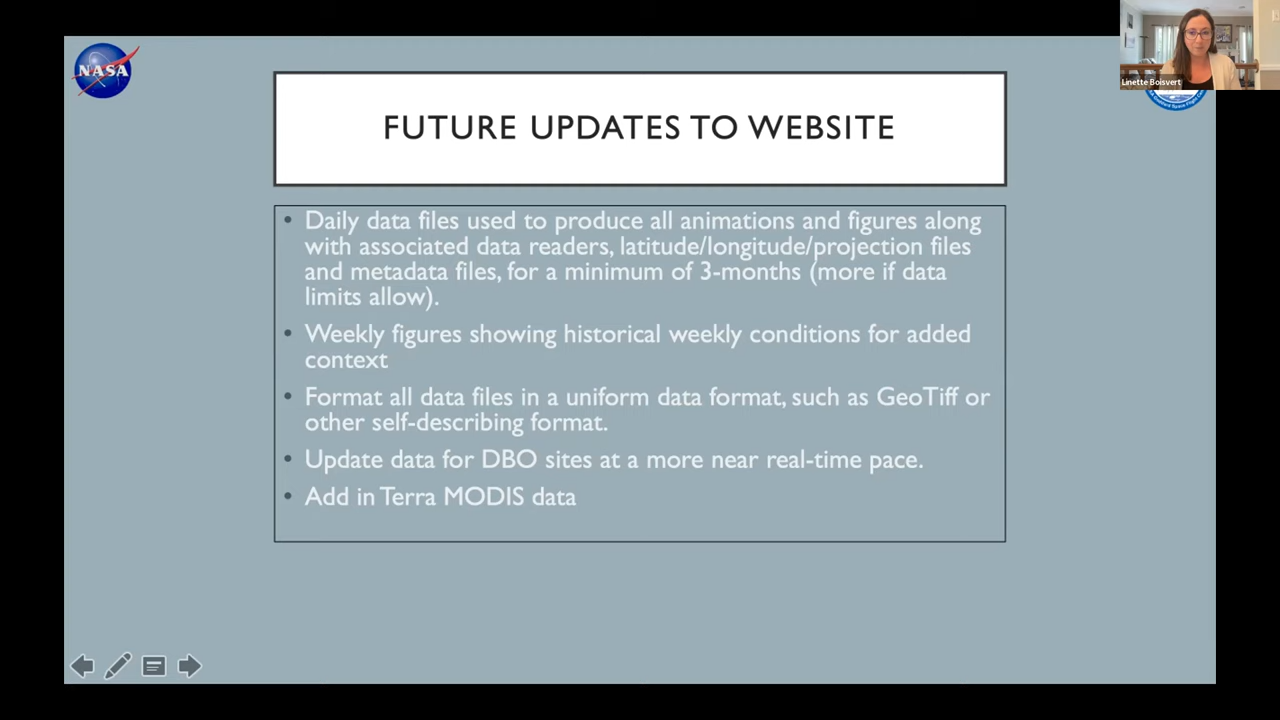 NASA
Linette Boisvert
FUTURE UPDATES TO WEBSITE
• Daily data files used to produce all animations and figures along
with associated data readers, latitude/longitude/projection files
and metadata files, for a minimum of 3-months (more if data
limits allow).
• Weekly figures showing historical weekly conditions for added
context
• Format all data files in a uniform data format, such as GeoTiff or
other self-describing format.
• Update data for DBO sites at a more near real-time pace.
• Add in Terra MODIS data